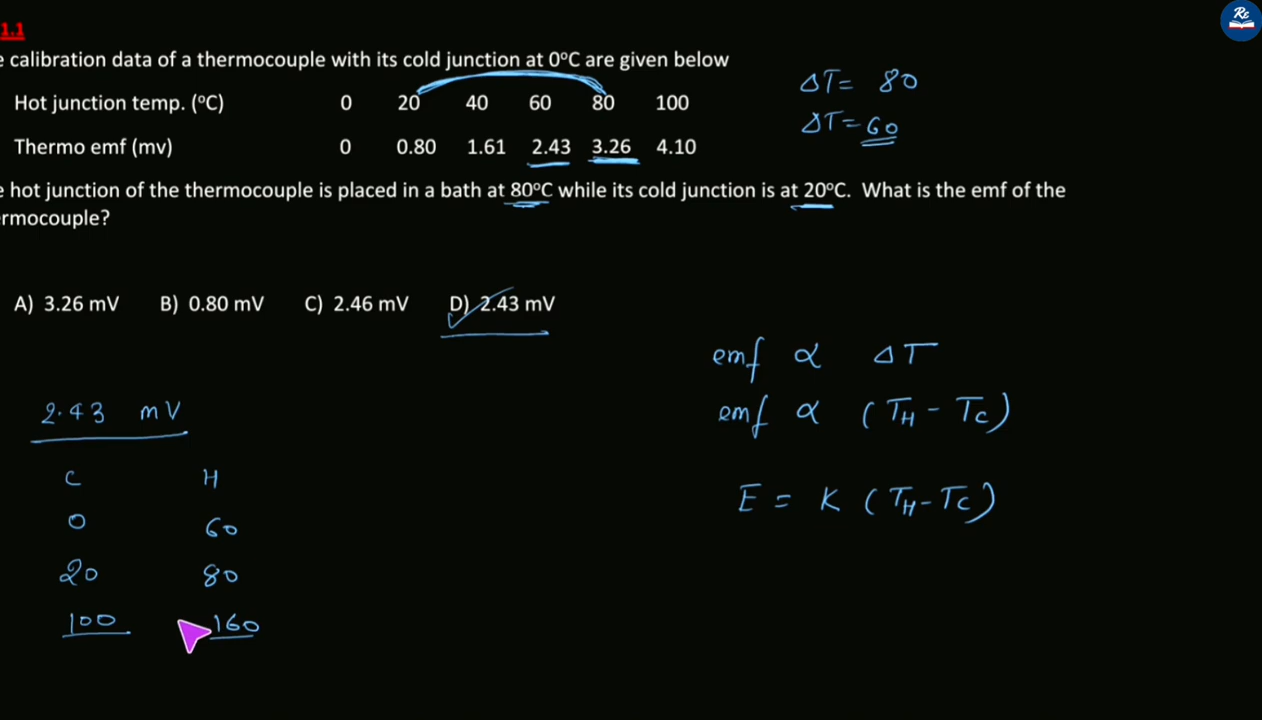 Rc
1.1
e calibration data of a thermocouple with its cold junction at 0°C are given below
ΔT = 80
Hot junction temp. (°C) 0 20 40 60 80 100
ΔT = 60
Thermo emf (mv) 0 0.80 1.61 2.43 3.26 4.10
e hot junction of the thermocouple is placed in a bath at 80°C while its cold junction is at 20°C. What is the emf of the
rmocouple?
A) 3.26 mV B) 0.80 mV C) 2.46 mV D) 2.43 mV
emf α ΔT
2.43 mV
emf α (TH - TC)
C H
E = K (TH - TC)
0 60
20 80
100 160